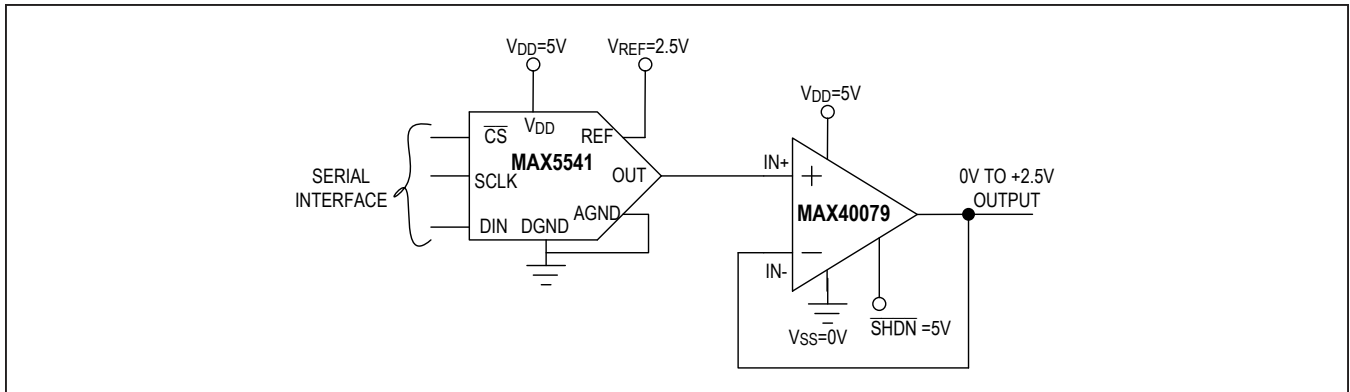 VDD=5V
VREF=2.5V
CS
VDD
REF
MAX5541
SERIAL
INTERFACE
SCLK
OUT
AGND
DIN
DGND
VDD=5V
IN+
+
MAX40079
0V TO +2.5V
OUTPUT
−
IN-
VSS=0V
SHDN =5V